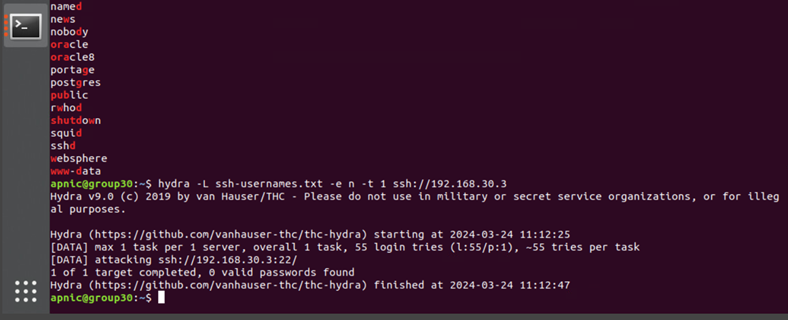 named
news
nobody
oracle
oracle8
portage
postgres
public
rwhod
shutdown
squid
sshd
websphere
www-data
apnic@group30:~$ hydra -L ssh-usernames.txt -e n -t 1 ssh://192.168.30.3
Hydra v9.0 (c) 2019 by van Hauser/THC - Please do not use in military or secret service organizations, or for illeg
al purposes.

Hydra (https://github.com/vanhauser-thc/thc-hydra) starting at 2024-03-24 11:12:25
[DATA] max 1 task per 1 server, overall 1 task, 55 login tries (l:55/p:1), ~55 tries per task
[DATA] attacking ssh://192.168.30.3:22/
1 of 1 target completed, 0 valid passwords found
Hydra (https://github.com/vanhauser-thc/thc-hydra) finished at 2024-03-24 11:12:47
apnic@group30:~$